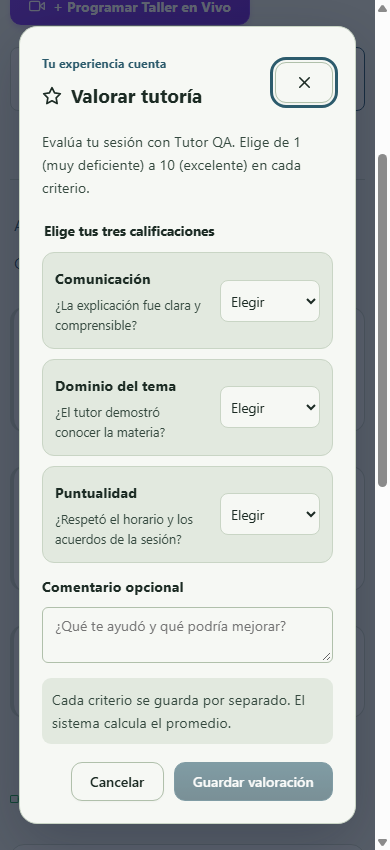 + Programar Taller en Vivo
Tu experiencia cuenta
Valorar tutoría
Evalúa tu sesión con Tutor QA. Elige de 1
(muy deficiente) a 10 (excelente) en cada
criterio.
Elige tus tres calificaciones
Comunicación
¿La explicación fue clara y
comprensible?
Elegir
Dominio del tema
¿El tutor demostró
conocer la materia?
Elegir
Puntualidad
¿Respetó el horario y los
acuerdos de la sesión?
Elegir
Comentario opcional
¿Qué te ayudó y qué podría mejorar?
Cada criterio se guarda por separado. El
sistema calcula el promedio.
Cancelar
Guardar valoración